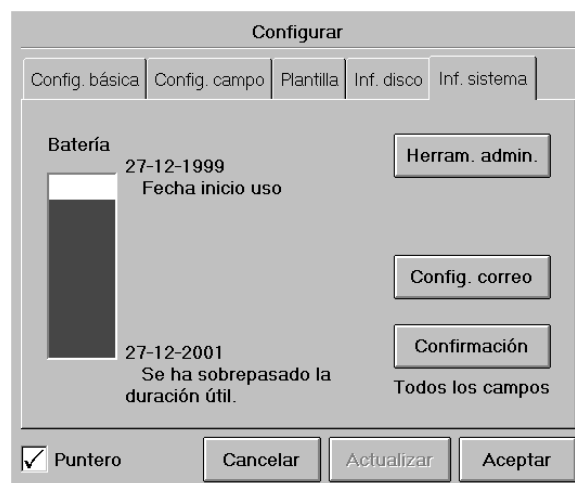 Configurar
Config. básica
Config. campo
Plantilla
Inf. disco
Inf. sistema
Batería
27-12-1999
Fecha inicio uso
27-12-2001
Se ha sobrepasado la
duración útil.
Herram. admin.
Config. correo
Confirmación
Todos los campos
Puntero
Cancelar
Actualizar
Aceptar